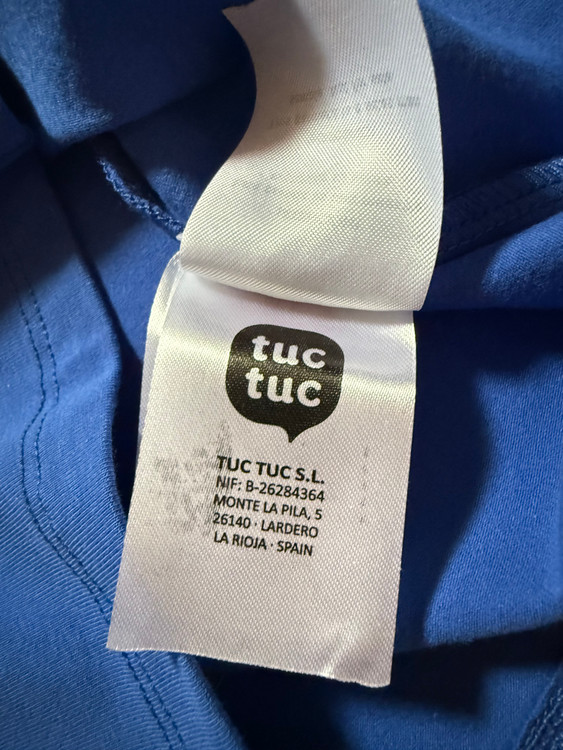 tuc
tuc
TUC TUC S.L.
NIF: B-26284364
MONTE LA PILA, 5
26140 · LARDERO
LA RIOJA · SPAIN